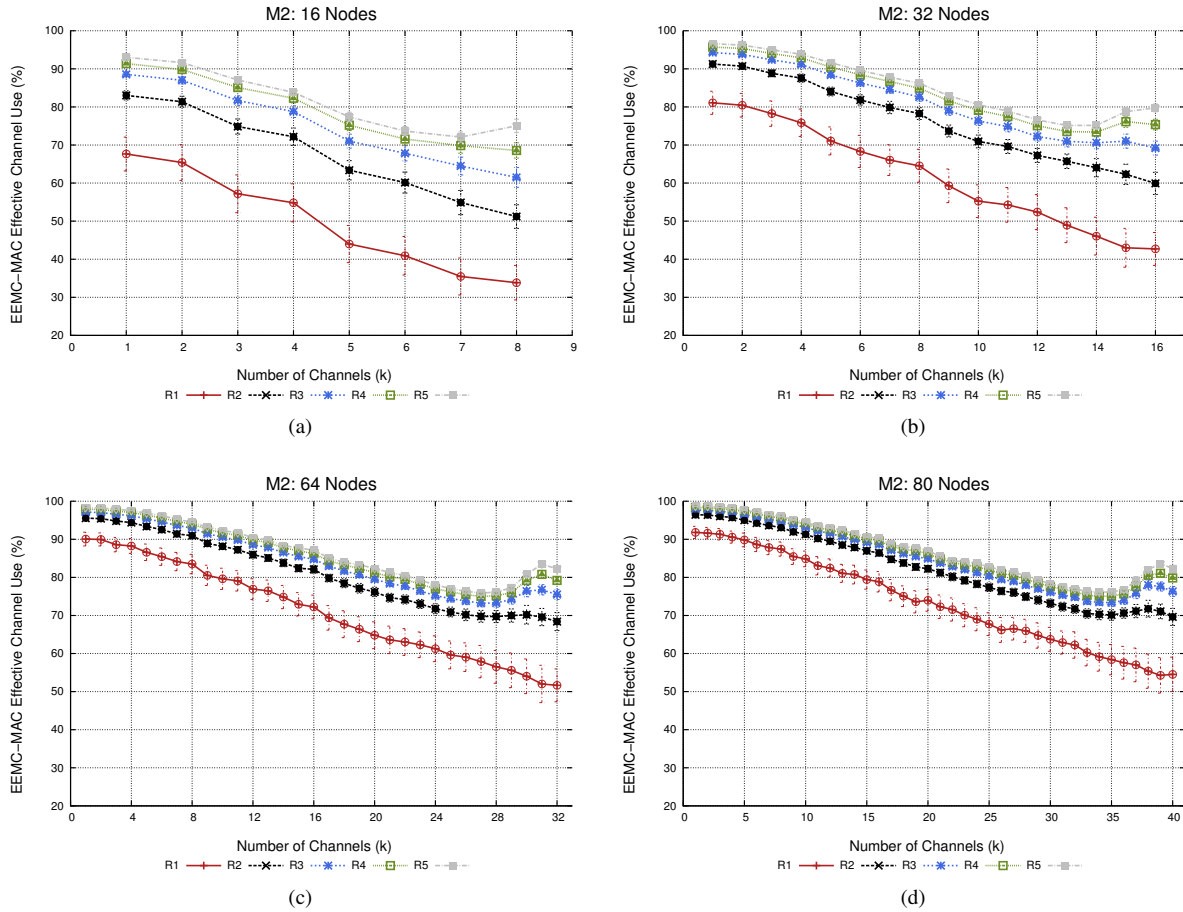 M2: 16 Nodes
EEMC−MAC Effective Channel Use (%)
100
90
80
70
60
50
40
30
20
0 1 2 3 4 5 6 7 8 9
Number of Channels (k)
R1 R2 R3 R4 R5
(a)
M2: 32 Nodes
EEMC−MAC Effective Channel Use (%)
100
90
80
70
60
50
40
30
20
0 2 4 6 8 10 12 14 16
Number of Channels (k)
R1 R2 R3 R4 R5
(b)
M2: 64 Nodes
EEMC−MAC Effective Channel Use (%)
100
90
80
70
60
50
40
30
20
0 4 8 12 16 20 24 28 32
Number of Channels (k)
R1 R2 R3 R4 R5
(c)
M2: 80 Nodes
EEMC−MAC Effective Channel Use (%)
100
90
80
70
60
50
40
30
20
0 5 10 15 20 25 30 35 40
Number of Channels (k)
R1 R2 R3 R4 R5
(d)